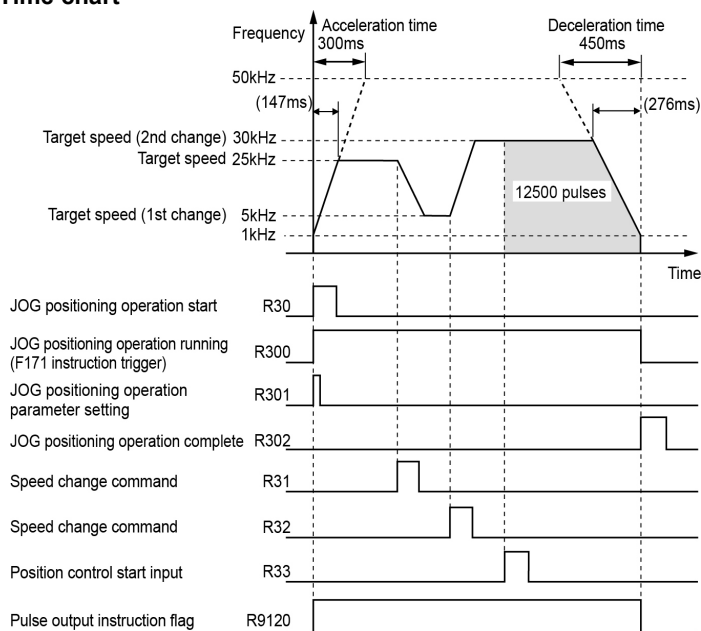 Time chart
Frequency
Acceleration time
300ms
Deceleration time
450ms
50kHz
(147ms)
(276ms)
Target speed (2nd change) 30kHz
Target speed 25kHz
12500 pulses
Target speed (1st change) 5kHz
1kHz
Time
JOG positioning operation start R30
JOG positioning operation running
(F171 instruction trigger) R300
JOG positioning operation
parameter setting R301
JOG positioning operation complete R302
Speed change command R31
Speed change command R32
Position control start input R33
Pulse output instruction flag R9120